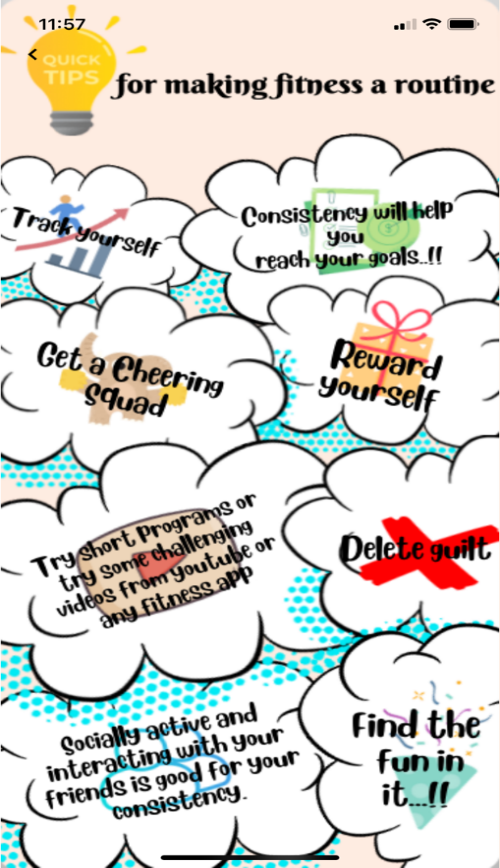 11:57
<
QUICK
TIPS
for making fitness a routine
Track yourself
Consistency will help
you
reach your goals..!!
Get a Cheering
squad
Reward
yourself
Try short Programs or
try some challenging
videos from youtube or
any fitness app
Delete guilt
Socially active and
interacting with your
friends is good for your
consistency.
Find the
fun in
it...!!